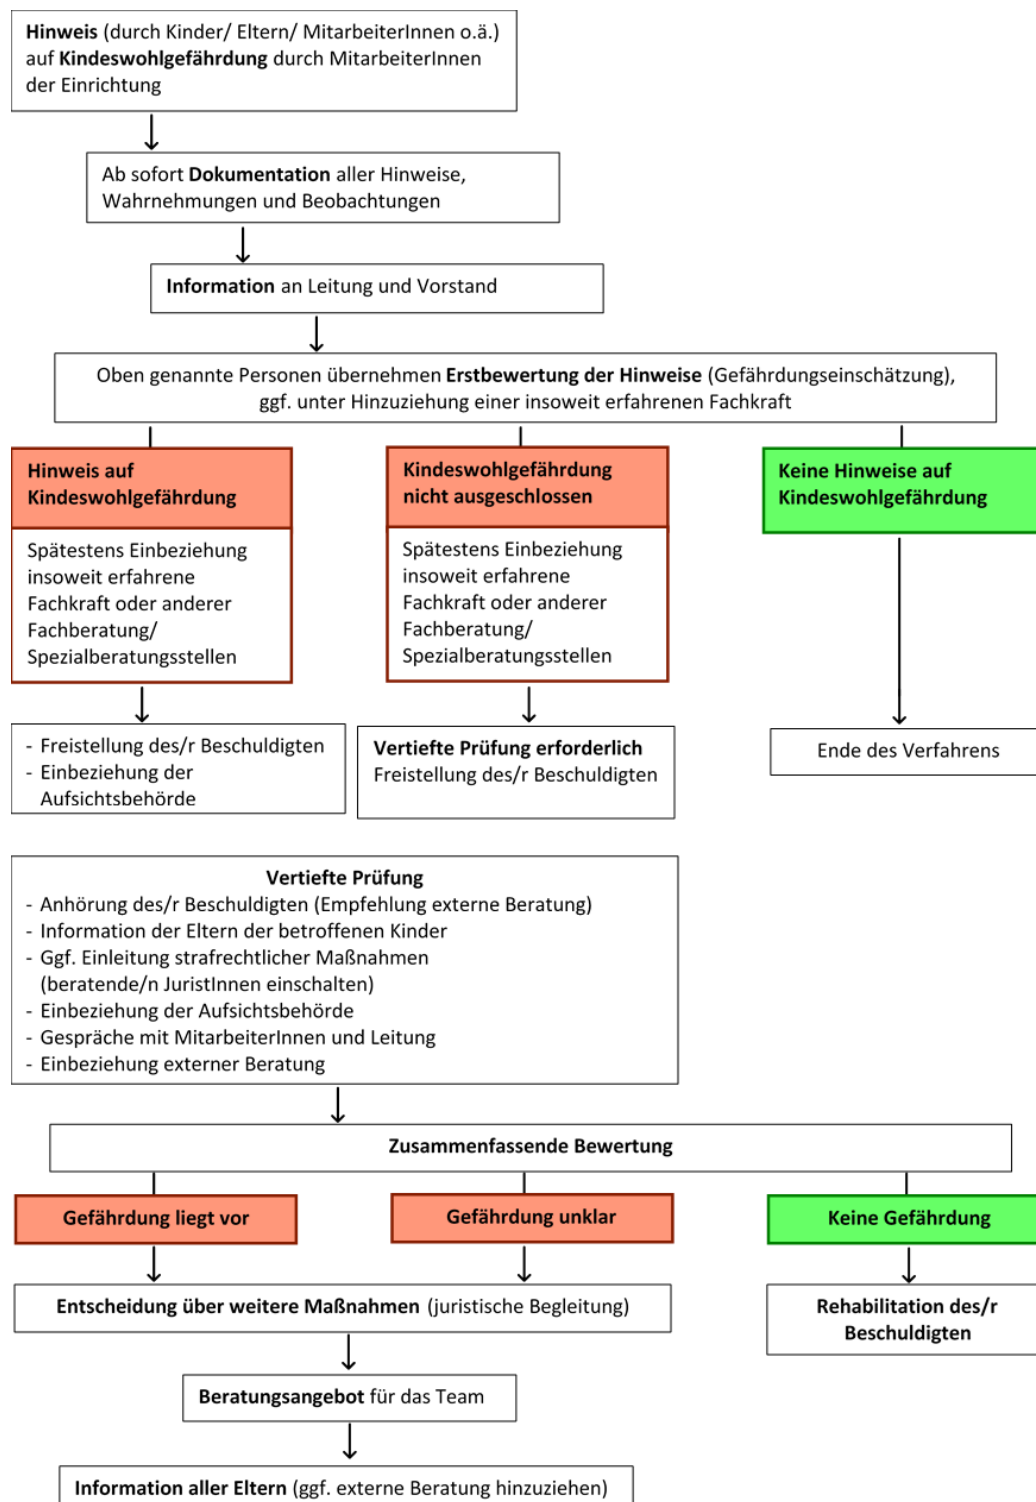 Hinweis (durch Kinder/ Eltern/ MitarbeiterInnen o.ä.)
auf Kindeswohlgefährdung durch MitarbeiterInnen
der Einrichtung
Ab sofort Dokumentation aller Hinweise,
Wahrnehmungen und Beobachtungen
Information an Leitung und Vorstand
Oben genannte Personen übernehmen Erstbewertung der Hinweise (Gefährdungseinschätzung),
ggf. unter Hinzuziehung einer insoweit erfahrenen Fachkraft
Hinweis auf
Kindeswohlgefährdung
Spätestens Einbeziehung
insoweit erfahrene
Fachkraft oder anderer
Fachberatung/
Spezialberatungsstellen
Kindeswohlgefährdung
nicht ausgeschlossen
Spätestens Einbeziehung
insoweit erfahrene
Fachkraft oder anderer
Fachberatung/
Spezialberatungsstellen
Keine Hinweise auf
Kindeswohlgefährdung
- Freistellung des/r Beschuldigten
- Einbeziehung der
Aufsichtsbehörde
Vertiefte Prüfung erforderlich
Freistellung des/r Beschuldigten
Ende des Verfahrens
Vertiefte Prüfung
- Anhörung des/r Beschuldigten (Empfehlung externe Beratung)
- Information der Eltern der betroffenen Kinder
- Ggf. Einleitung strafrechtlicher Maßnahmen
(beratende/n JuristInnen einschalten)
- Einbeziehung der Aufsichtsbehörde
- Gespräche mit MitarbeiterInnen und Leitung
- Einbeziehung externer Beratung
Zusammenfassende Bewertung
Gefährdung liegt vor
Gefährdung unklar
Keine Gefährdung
Entscheidung über weitere Maßnahmen (juristische Begleitung)
Rehabilitation des/r
Beschuldigten
Beratungsangebot für das Team
Information aller Eltern (ggf. externe Beratung hinzuziehen)